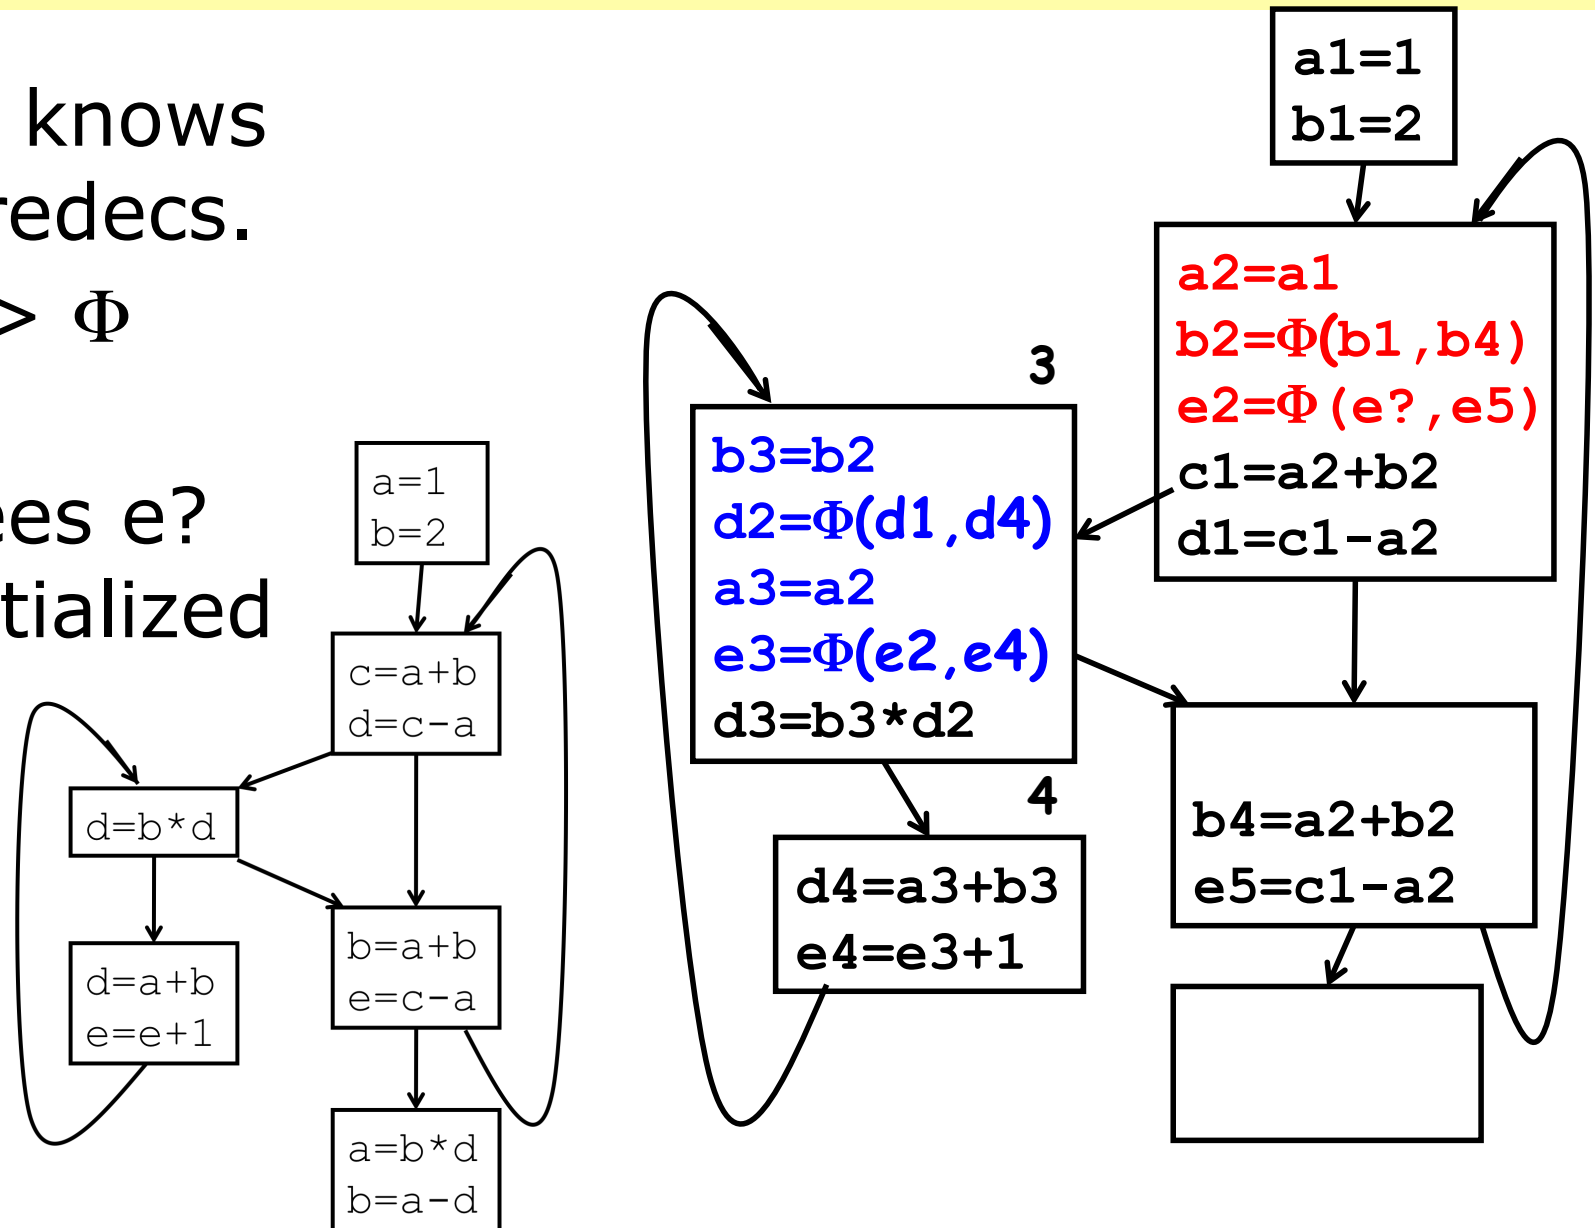 knows
redecs.
> Φ
ees e?
tialized
a=1
b=2
c=a+b
d=c-a
d=b*d
d=a+b
e=e+1
b=a+b
e=c-a
a=b*d
b=a-d
a1=1
b1=2
a2=a1
b2=Φ(b1,b4)
e2=Φ(e?,e5)
c1=a2+b2
d1=c1-a2
3
b3=b2
d2=Φ(d1,d4)
a3=a2
e3=Φ(e2,e4)
d3=b3*d2
4
d4=a3+b3
e4=e3+1
b4=a2+b2
e5=c1-a2